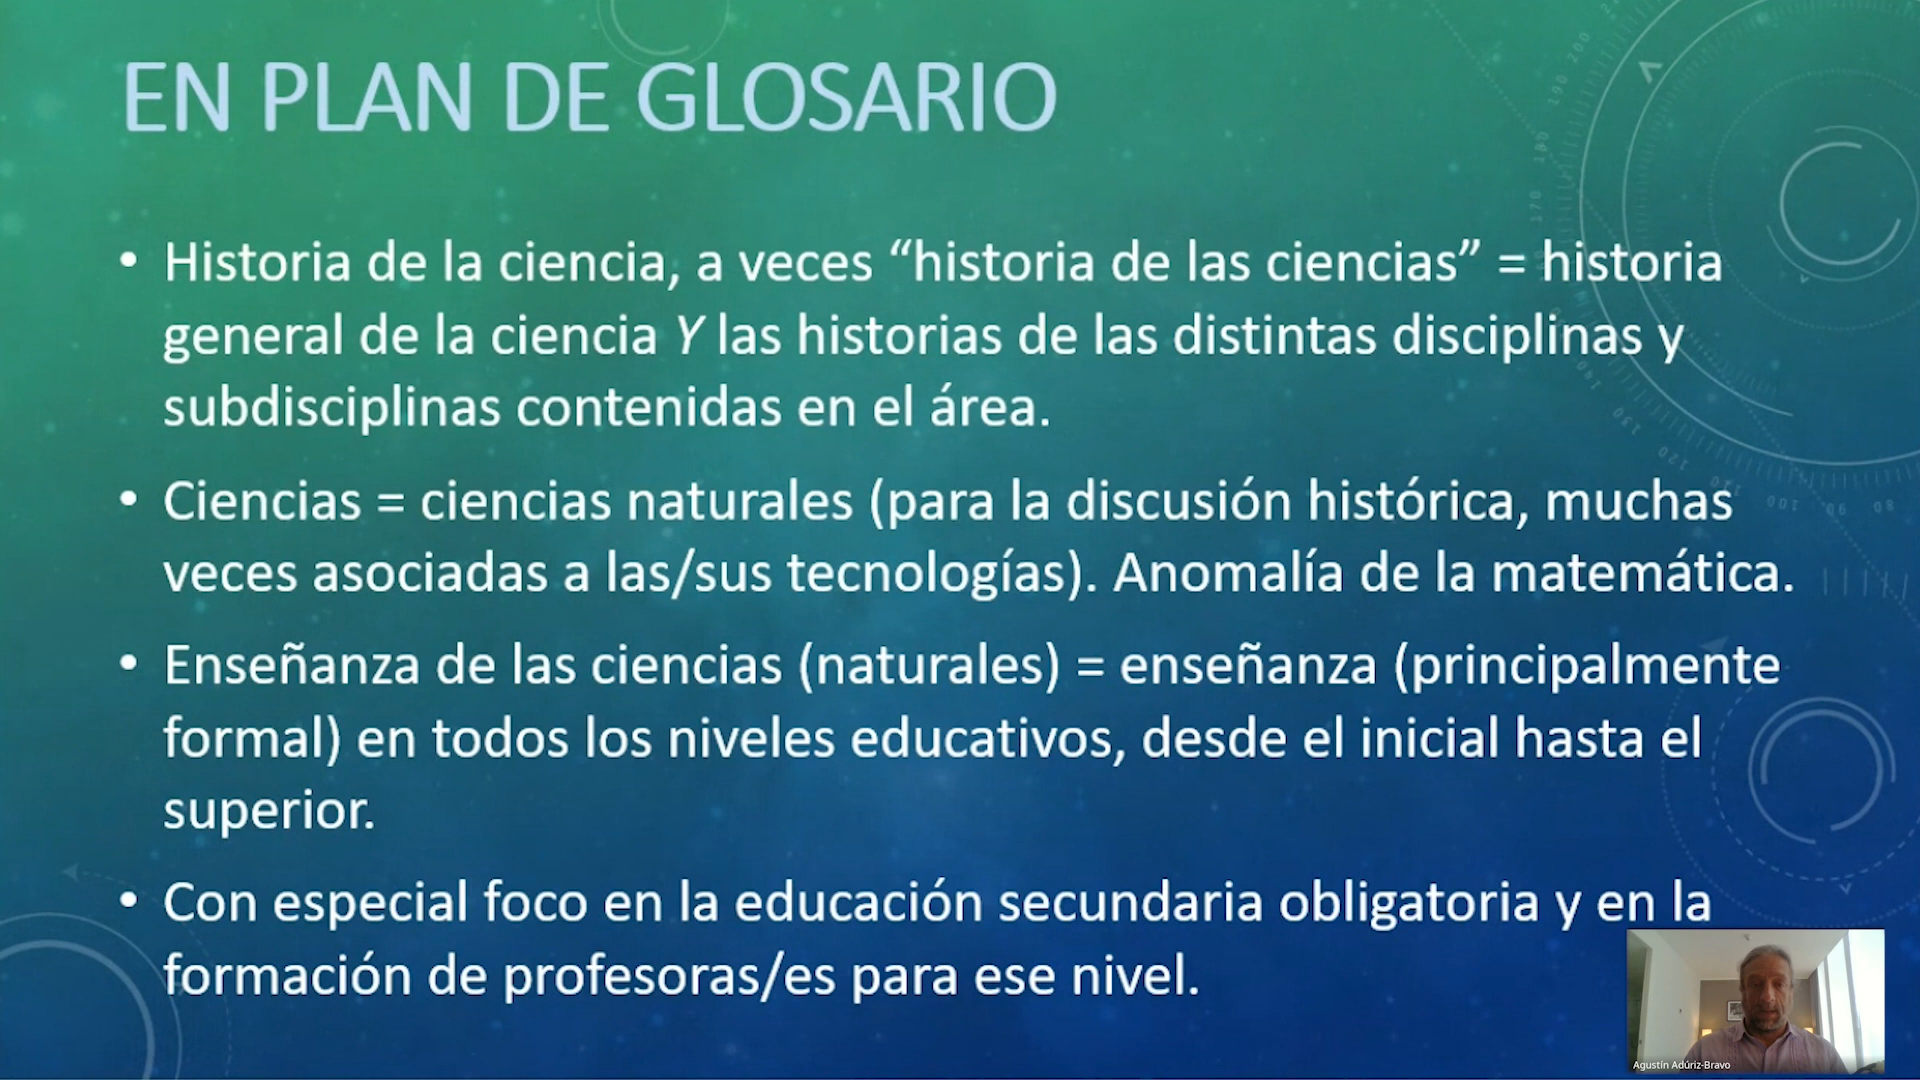 EN PLAN DE GLOSARIO
• Historia de la ciencia, a veces “historia de las ciencias” = historia
general de la ciencia Y las historias de las distintas disciplinas y
subdisciplinas contenidas en el área.
• Ciencias = ciencias naturales (para la discusión histórica, muchas
veces asociadas a las/sus tecnologías). Anomalía de la matemática.
• Enseñanza de las ciencias (naturales) = enseñanza (principalmente
formal) en todos los niveles educativos, desde el inicial hasta el
superior.
• Con especial foco en la educación secundaria obligatoria y en la
formación de profesoras/es para ese nivel.
Agustín Adúriz-Bravo